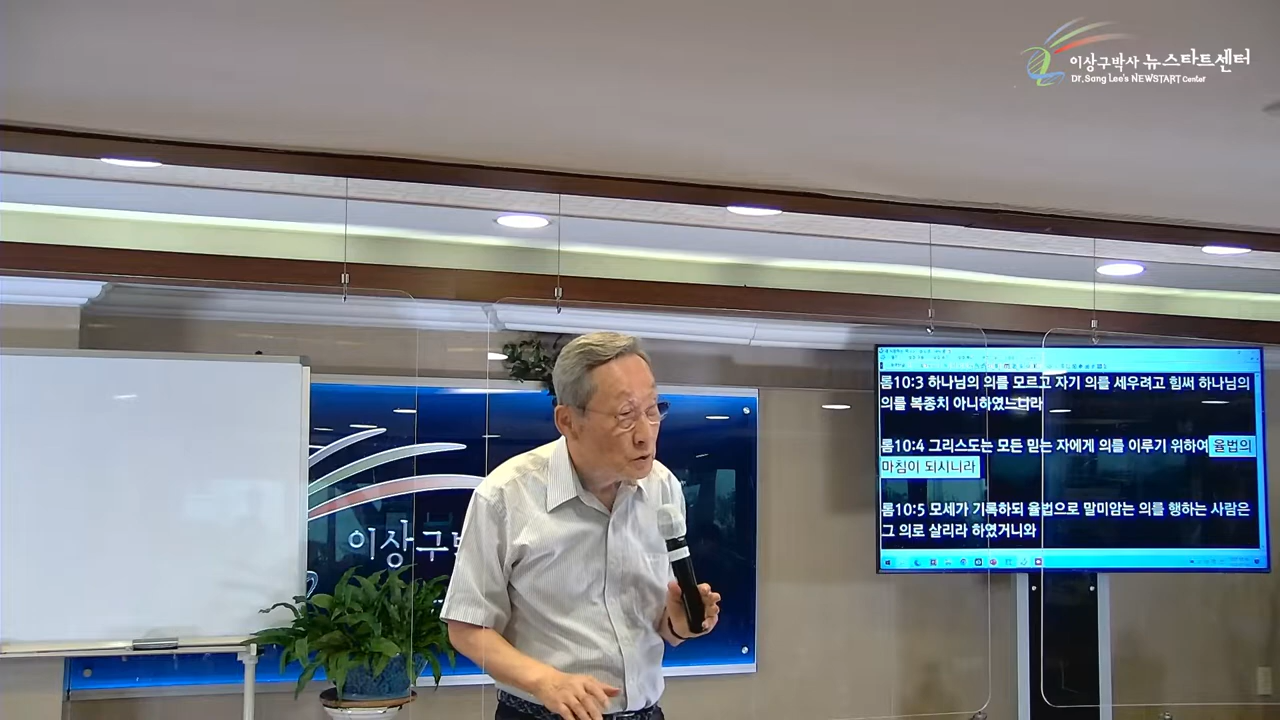 이상구박사 뉴스타트센터
Dr. Sang Lee's NEWSTART Center
롬10:3 하나님의 의를 모르고 자기 의를 세우려고 힘써 하나님의
의를 복종치 아니하였느니라
롬10:4 그리스도는 모든 믿는 자에게 의를 이루기 위하여 율법의
마침이 되시니라
롬10:5 모세가 기록하되 율법으로 말미암는 의를 행하는 사람은
그 의로 살리라 하였거니와
이상구